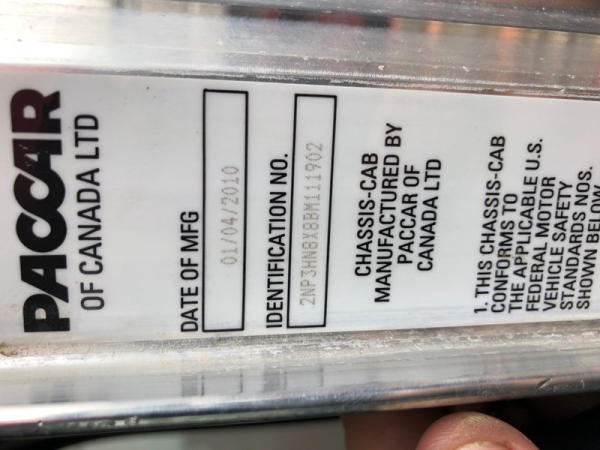 PACCAR
OF CANADA LTD
DATE OF MFG
01/04/2010
IDENTIFICATION NO.
2NP3HN8X8BM111902
CHASSIS-CAB
MANUFACTURED BY
PACCAR OF
CANADA LTD
1. THIS CHASSIS-CAB
CONFORMS TO
THE APPLICABLE U.S.
FEDERAL MOTOR
VEHICLE SAFETY
STANDARDS NOS.
SHOWN BELOW